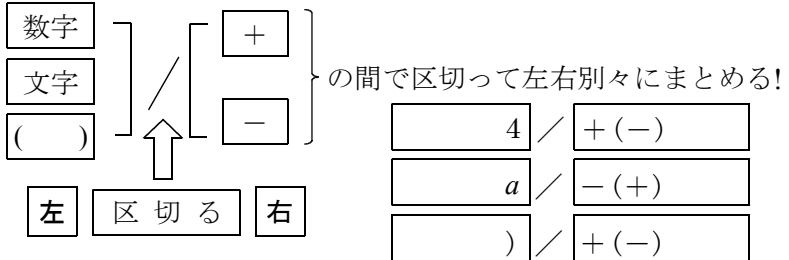 数字
文字
(　　)
／
＋
－
の間で区切って左右別々にまとめる!
左 区切る 右
4 ／ ＋(－)
a ／ －(＋)
) ／ ＋(－)